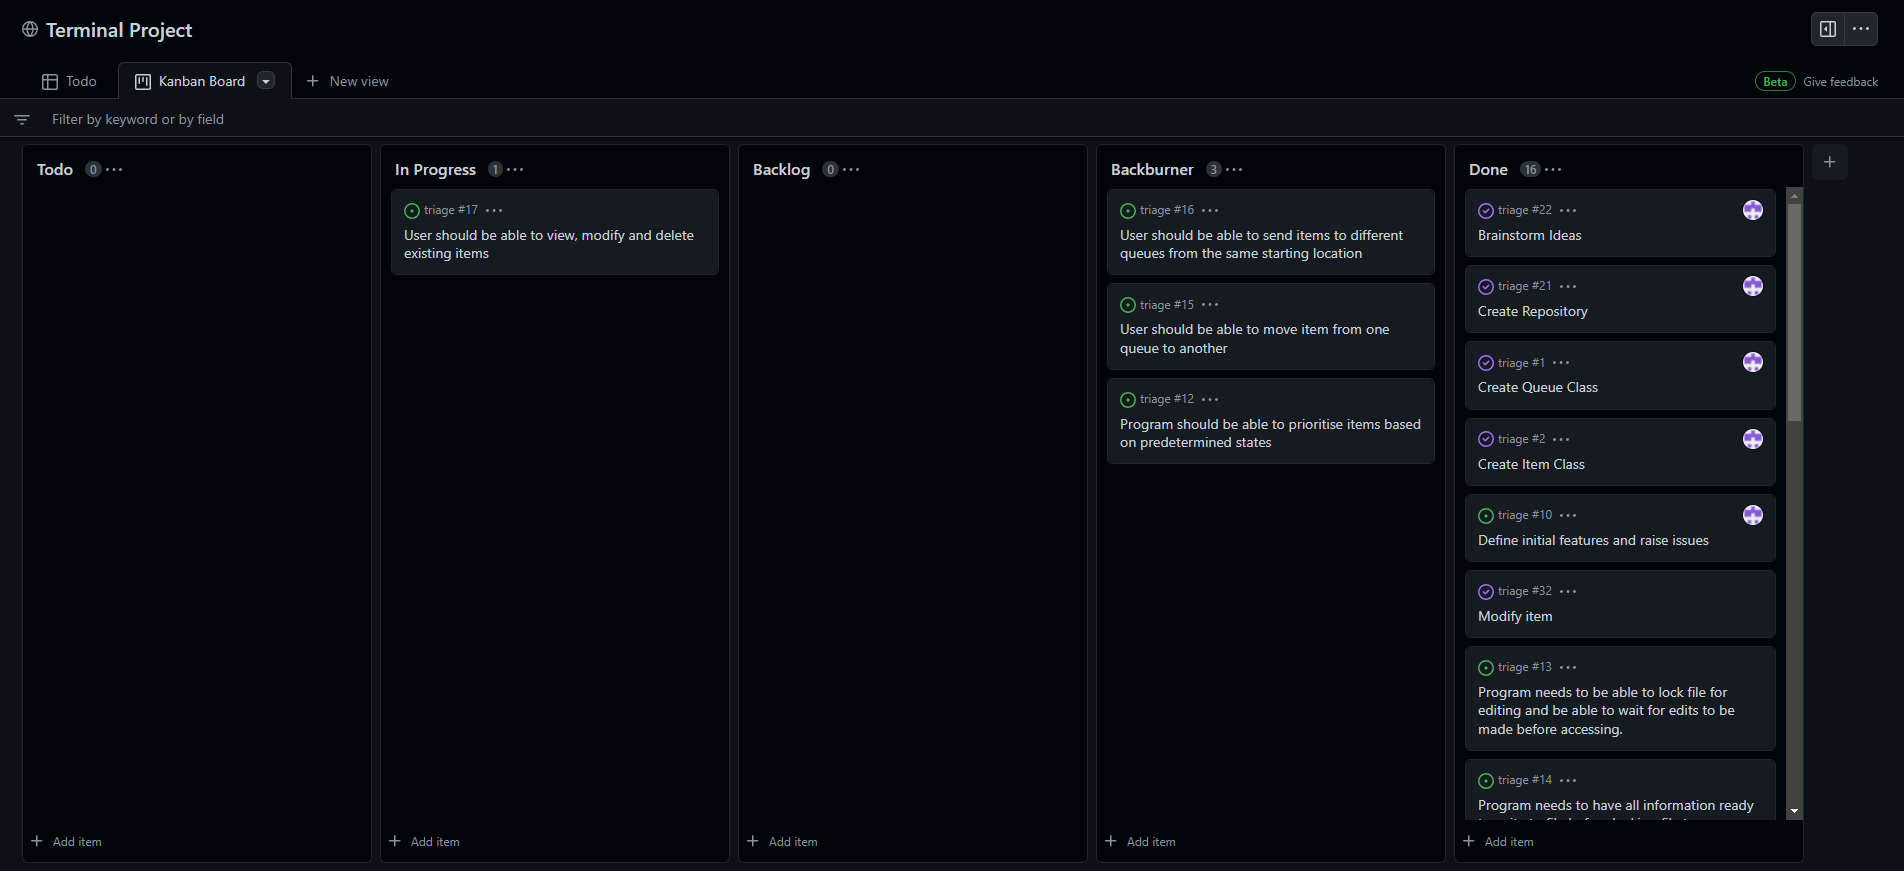 Terminal Project
Todo
Kanban Board
New view
Beta
Give feedback
Filter by keyword or by field
Todo 0
In Progress 1
triage #17
User should be able to view, modify and delete
existing items
Backlog 0
Backburner 3
triage #16
User should be able to send items to different
queues from the same starting location
triage #15
User should be able to move item from one
queue to another
triage #12
Program should be able to prioritise items based
on predetermined states
Done 16
triage #22
Brainstorm Ideas
triage #21
Create Repository
triage #1
Create Queue Class
triage #2
Create Item Class
triage #10
Define initial features and raise issues
triage #32
Modify item
triage #13
Program needs to be able to lock file for
editing and be able to wait for edits to be
made before accessing.
triage #14
Program needs to have all information ready
Add item
Add item
Add item
Add item
Add item